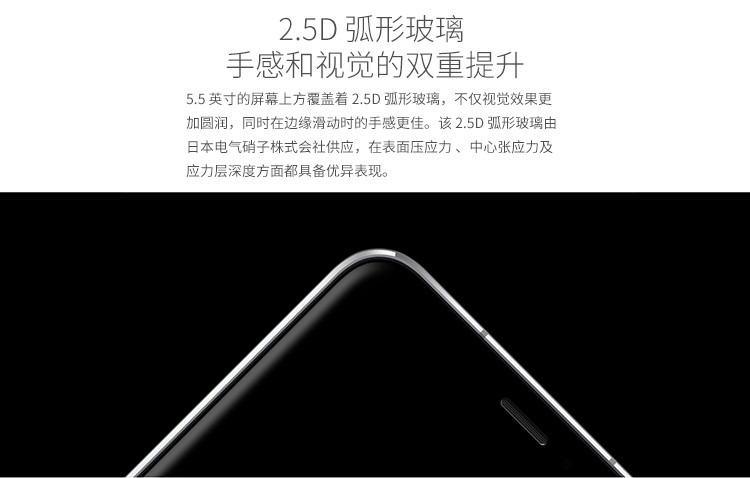 2.5D 弧形玻璃
手感和视觉的双重提升
5.5 英寸的屏幕上方覆盖着 2.5D 弧形玻璃，不仅视觉效果更
加圆润，同时在边缘滑动时的手感更佳。该 2.5D 弧形玻璃由
日本电气硝子株式会社供应，在表面压应力 、中心张应力及
应力层深度方面都具备优异表现。